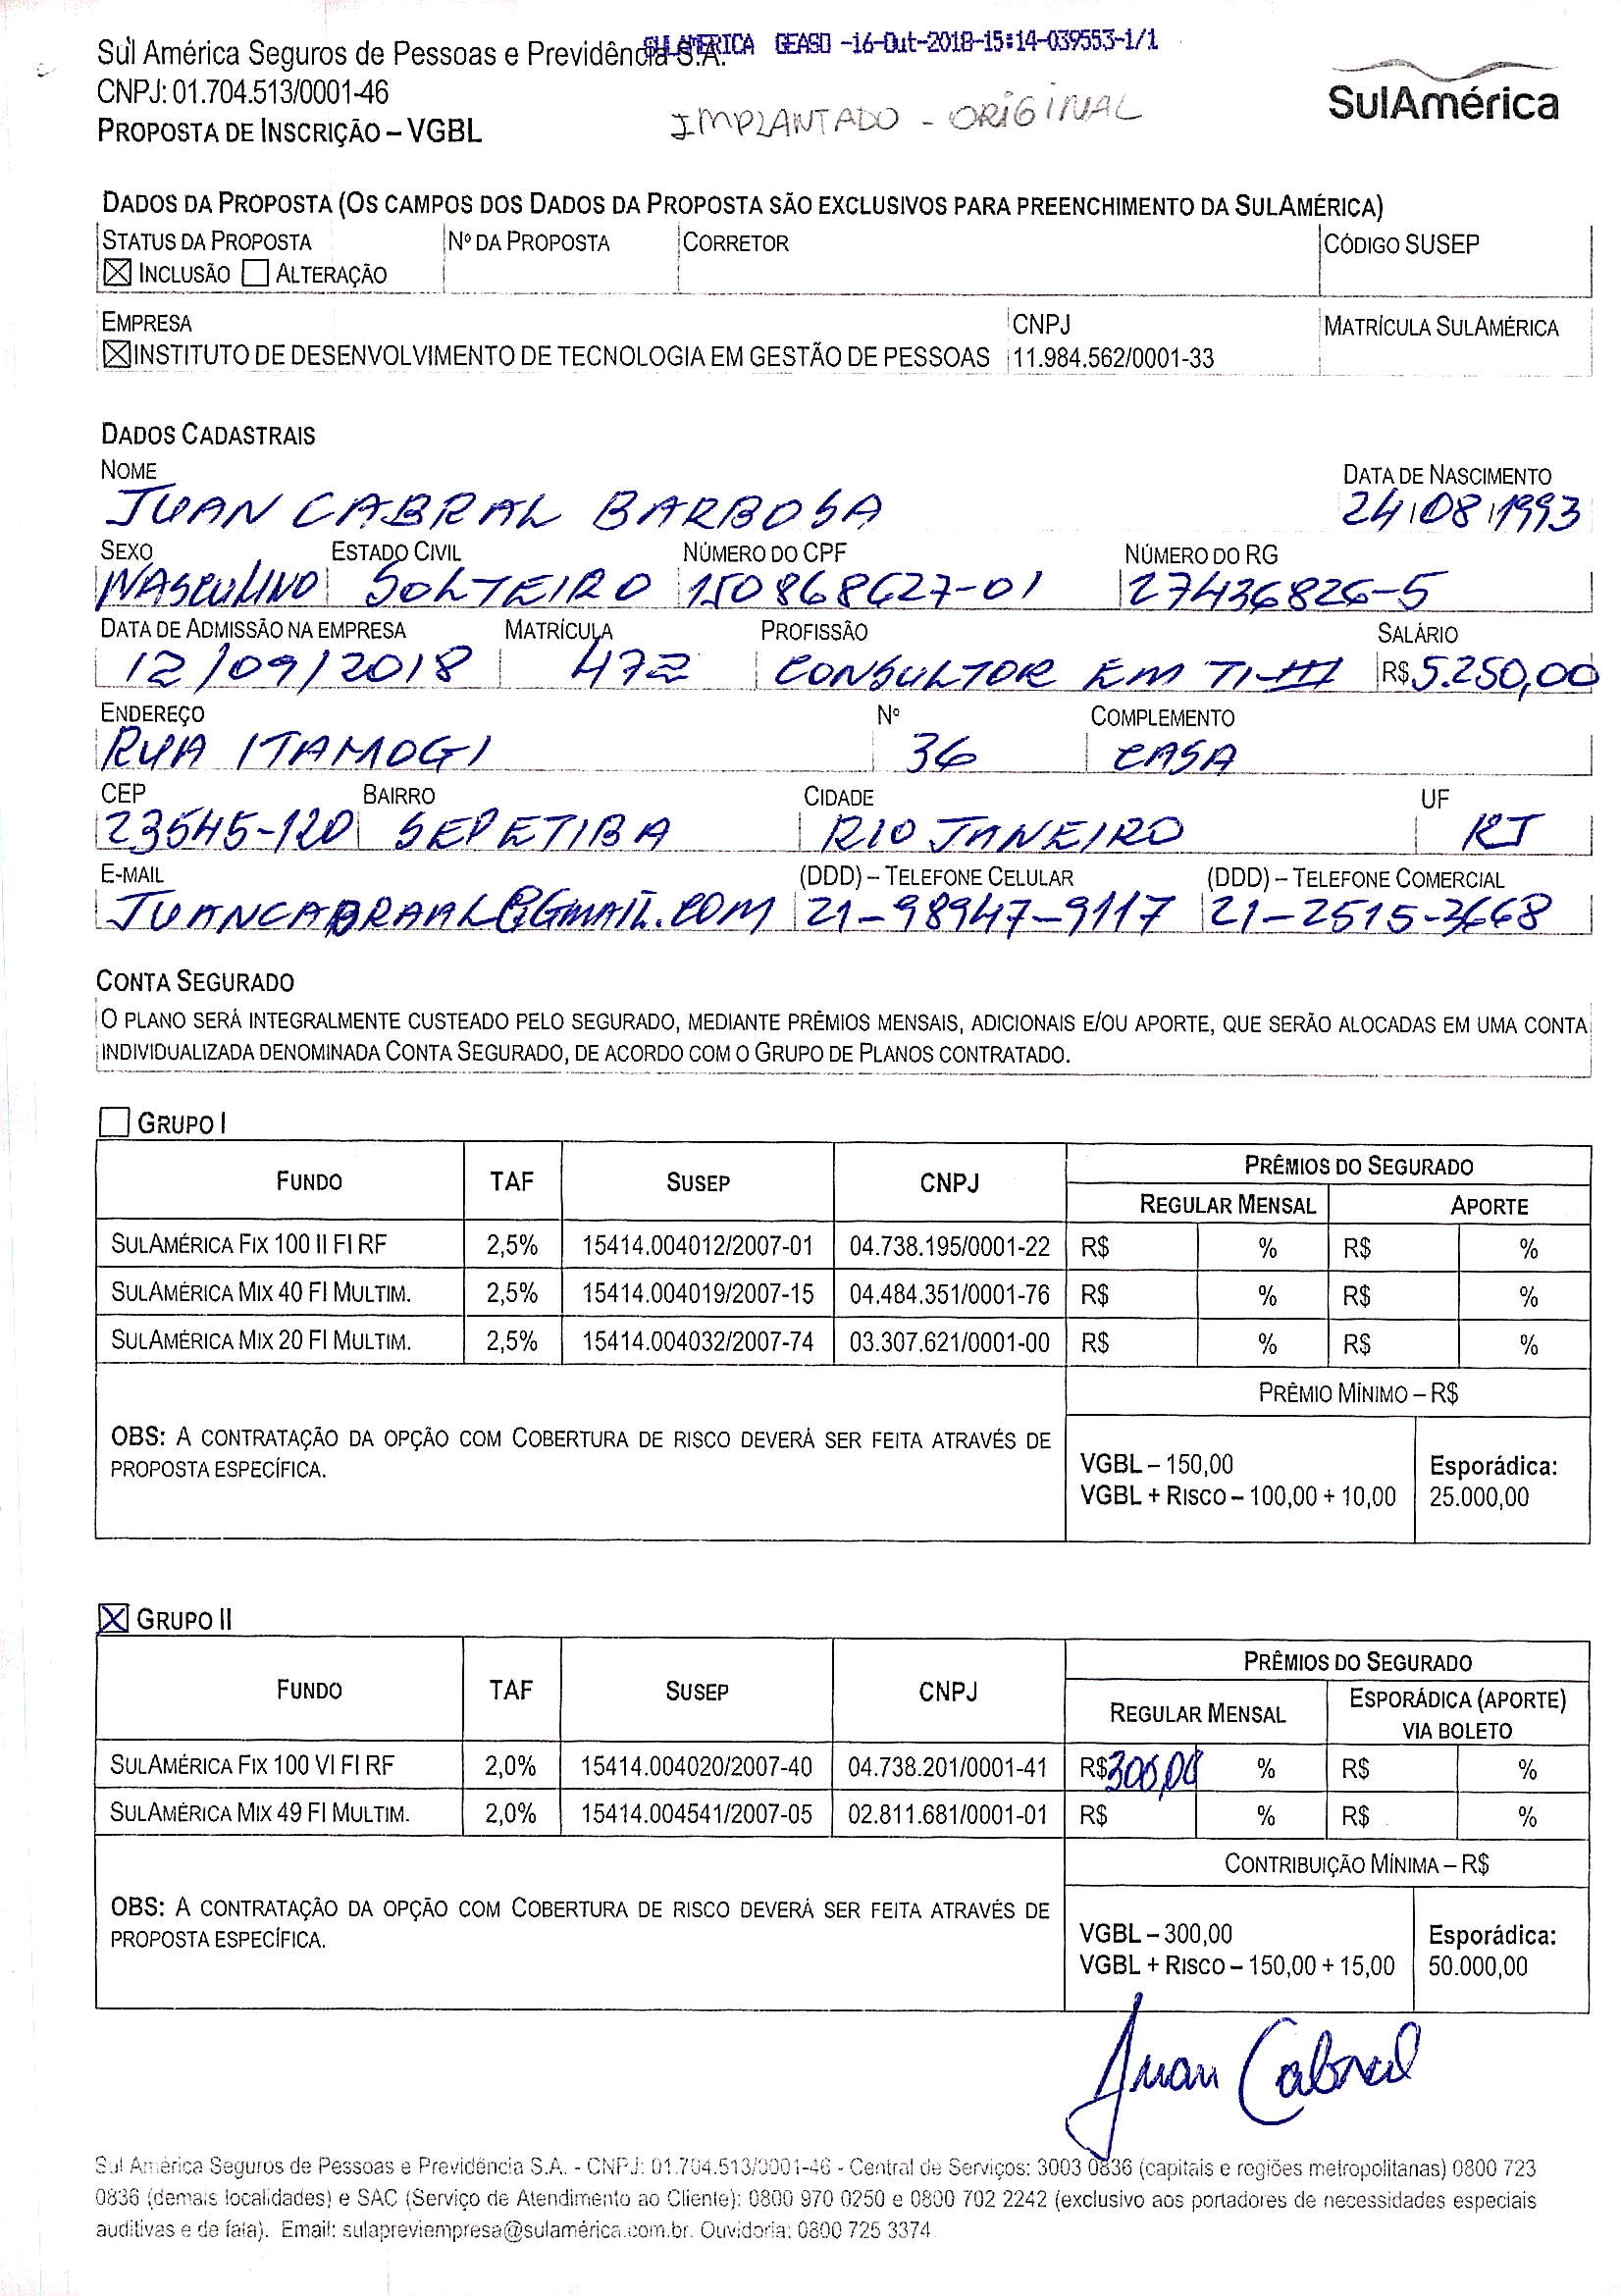 Sul América Seguros de Pessoas e Previdência S.A. SULAMERICA GEASO -16-Out-2018-15:14-039553-1/1
CNPJ: 01.704.513/0001-46
SulAmérica
PROPOSTA DE INSCRIÇÃO – VGBL
IMPLANTADO - ORIGINAL
DADOS DA PROPOSTA (OS CAMPOS DOS DADOS DA PROPOSTA SÃO EXCLUSIVOS PARA PREENCHIMENTO DA SULAMÉRICA)
STATUS DA PROPOSTA Nº DA PROPOSTA CORRETOR CÓDIGO SUSEP
☒ INCLUSÃO ☐ ALTERAÇÃO
EMPRESA CNPJ MATRÍCULA SULAMÉRICA
☒ INSTITUTO DE DESENVOLVIMENTO DE TECNOLOGIA EM GESTÃO DE PESSOAS 11.984.562/0001-33
DADOS CADASTRAIS
NOME DATA DE NASCIMENTO
JUAN CABRAL BARBOSA 24/08/1993
SEXO ESTADO CIVIL NÚMERO DO CPF NÚMERO DO RG
MASCULINO SOLTEIRO 150868627-01 27436826-5
DATA DE ADMISSÃO NA EMPRESA MATRÍCULA PROFISSÃO SALÁRIO
12/09/2018 472 CONSULTOR EM TI-III R$ 5.250,00
ENDEREÇO Nº COMPLEMENTO
RUA ITAMOGI 36 CASA
CEP BAIRRO CIDADE UF
23545-120 SEPETIBA RIO JANEIRO RJ
E-MAIL (DDD) – TELEFONE CELULAR (DDD) – TELEFONE COMERCIAL
JUANCABRAAL@GMAIL.COM 21-98947-9117 21-2515-3668
CONTA SEGURADO
O PLANO SERÁ INTEGRALMENTE CUSTEADO PELO SEGURADO, MEDIANTE PRÊMIOS MENSAIS, ADICIONAIS E/OU APORTE, QUE SERÃO ALOCADAS EM UMA CONTA
INDIVIDUALIZADA DENOMINADA CONTA SEGURADO, DE ACORDO COM O GRUPO DE PLANOS CONTRATADO.
☐ GRUPO I
FUNDO TAF SUSEP CNPJ PRÊMIOS DO SEGURADO
REGULAR MENSAL APORTE
SULAMÉRICA FIX 100 II FI RF 2,5% 15414.004012/2007-01 04.738.195/0001-22 R$ % R$ %
SULAMÉRICA MIX 40 FI MULTIM. 2,5% 15414.004019/2007-15 04.484.351/0001-76 R$ % R$ %
SULAMÉRICA MIX 20 FI MULTIM. 2,5% 15414.004032/2007-74 03.307.621/0001-00 R$ % R$ %
PRÊMIO MÍNIMO – R$
OBS: A CONTRATAÇÃO DA OPÇÃO COM COBERTURA DE RISCO DEVERÁ SER FEITA ATRAVÉS DE
PROPOSTA ESPECÍFICA.
VGBL – 150,00 Esporádica:
VGBL + RISCO – 100,00 + 10,00 25.000,00
☒ GRUPO II
FUNDO TAF SUSEP CNPJ PRÊMIOS DO SEGURADO
REGULAR MENSAL ESPORÁDICA (APORTE)
VIA BOLETO
SULAMÉRICA FIX 100 VI FI RF 2,0% 15414.004020/2007-40 04.738.201/0001-41 R$ 300,00 % R$ %
SULAMÉRICA MIX 49 FI MULTIM. 2,0% 15414.004541/2007-05 02.811.681/0001-01 R$ % R$ %
CONTRIBUIÇÃO MÍNIMA – R$
OBS: A CONTRATAÇÃO DA OPÇÃO COM COBERTURA DE RISCO DEVERÁ SER FEITA ATRAVÉS DE
PROPOSTA ESPECÍFICA.
VGBL – 300,00 Esporádica:
VGBL + RISCO – 150,00 + 15,00 50.000,00
Juan Cabral
Sul América Seguros de Pessoas e Previdência S.A. - CNPJ: 01.704.513/0001-46 - Central de Serviços: 3003 0836 (capitais e regiões metropolitanas) 0800 723
0836 (demais localidades) e SAC (Serviço de Atendimento ao Cliente): 0800 970 0250 e 0800 702 2242 (exclusivo aos portadores de necessidades especiais
auditivas e de fala). Email: sulapreviempresa@sulamérica.com.br. Ouvidoria: 0800 725 3374